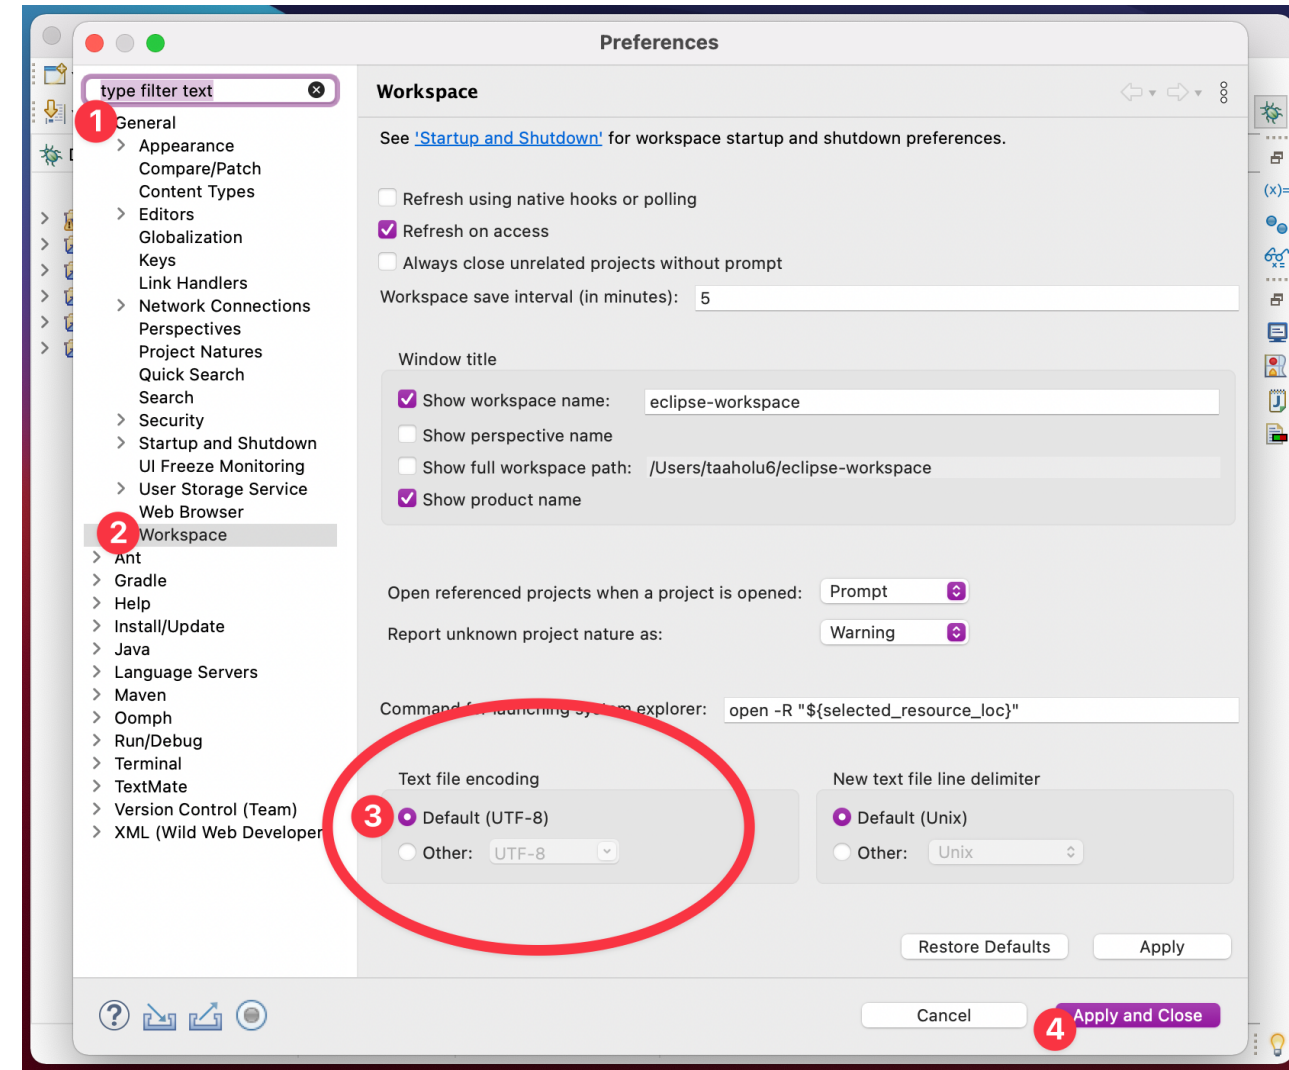 Preferences
type filter text
1
General
Appearance
Compare/Patch
Content Types
Editors
Globalization
Keys
Link Handlers
Network Connections
Perspectives
Project Natures
Quick Search
Search
Security
Startup and Shutdown
UI Freeze Monitoring
User Storage Service
Web Browser
2
Workspace
Ant
Gradle
Help
Install/Update
Java
Language Servers
Maven
Oomph
Run/Debug
Terminal
TextMate
Version Control (Team)
XML (Wild Web Developer
Workspace
See 'Startup and Shutdown' for workspace startup and shutdown preferences.
Refresh using native hooks or polling
Refresh on access
Always close unrelated projects without prompt
Workspace save interval (in minutes): 5
Window title
Show workspace name: eclipse-workspace
Show perspective name
Show full workspace path: /Users/taaholu6/eclipse-workspace
Show product name
Open referenced projects when a project is opened: Prompt
Report unknown project nature as: Warning
Command for launching system explorer: open -R "${selected_resource_loc}"
Text file encoding
3
Default (UTF-8)
Other: UTF-8
New text file line delimiter
Default (Unix)
Other: Unix
Restore Defaults
Apply
?
Cancel
4
Apply and Close
(x)=